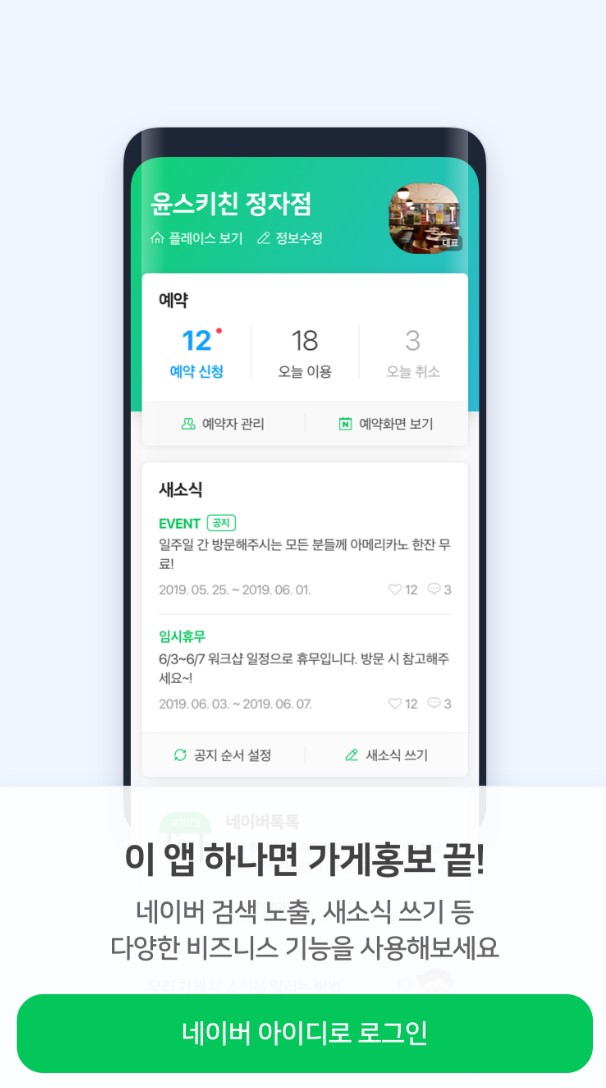 윤스키친 정자점
플레이스 보기 정보수정
대표
예약
12 18 3
예약 신청 오늘 이용 오늘 취소
예약자 관리 예약화면 보기
새소식
EVENT 공지
일주일 간 방문해주시는 모든 분들께 아메리카노 한잔 무
료!
2019. 05. 25. ~ 2019. 06. 01. 12 3
임시휴무
6/3~6/7 워크샵 일정으로 휴무입니다. 방문 시 참고해주
세요~!
2019. 06. 03. ~ 2019. 06. 07. 12 3
공지 순서 설정 새소식 쓰기
네이버톡톡
이 앱 하나면 가게홍보 끝!
네이버 검색 노출, 새소식 쓰기 등
다양한 비즈니스 기능을 사용해보세요
네이버 아이디로 로그인